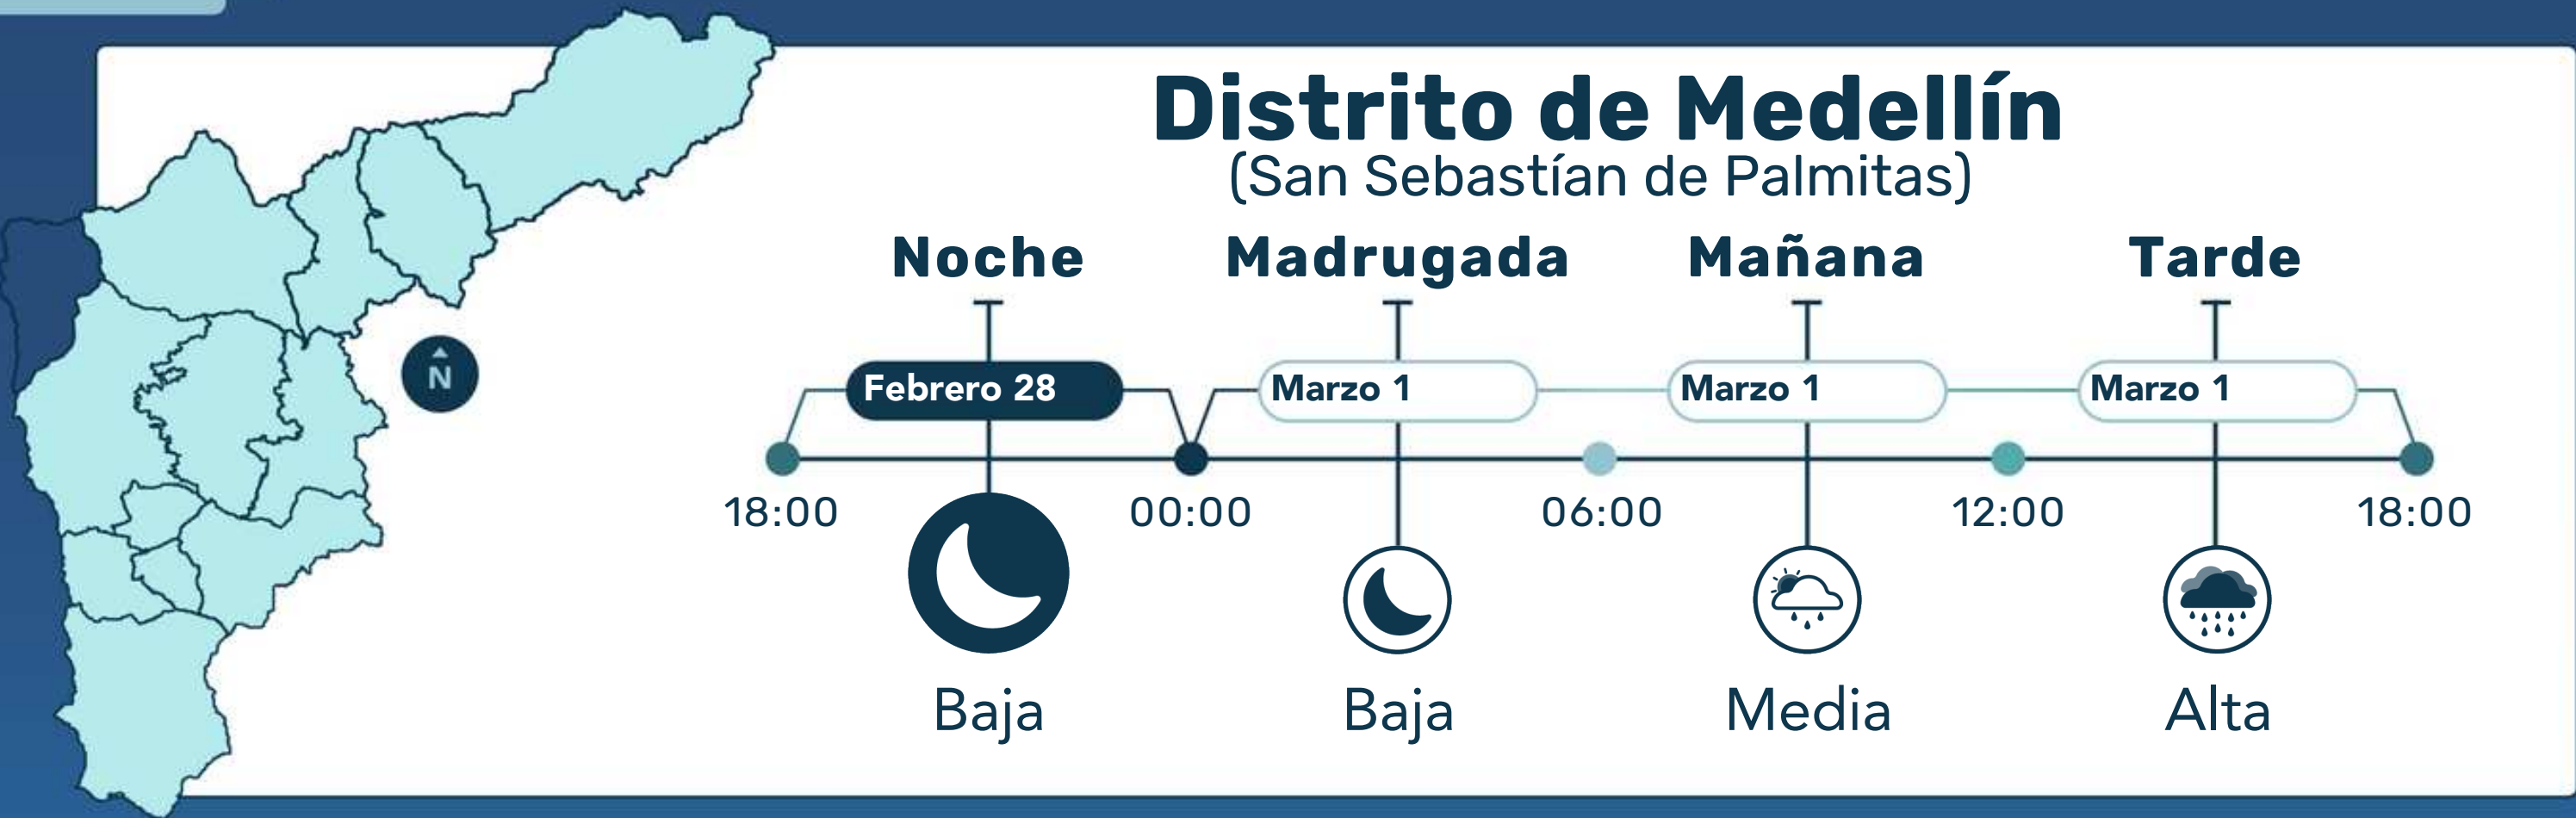 Distrito de Medellín
(San Sebastían de Palmitas)
Noche Madrugada Mañana Tarde
Febrero 28 Marzo 1 Marzo 1 Marzo 1
N
18:00 00:00 06:00 12:00 18:00
Baja Baja Media Alta